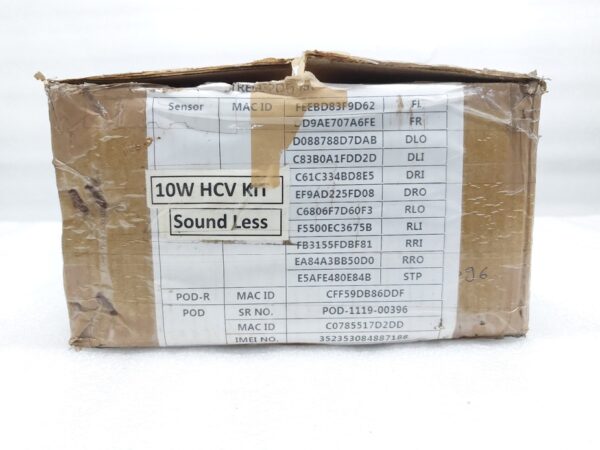 Sensor MAC ID FEEBD83F9D62 FL
D9AE707A6FE FR
D088788D7DAB DLO
C83B0A1FDD2D DLI
C61C334BD8E5 DRI
EF9AD225FD08 DRO
C6806F7D60F3 RLO
F5500EC3675B RLI
FB3155FDBF81 RRI
EA84A3BB50D0 RRO
E5AFE480E84B STP
10W HCV KIT
Sound Less
96
POD-R MAC ID CFF59DB86DDF
POD SR NO. POD-1119-00396
MAC ID C0785517D2DD
IMEI NO. 352353084887186